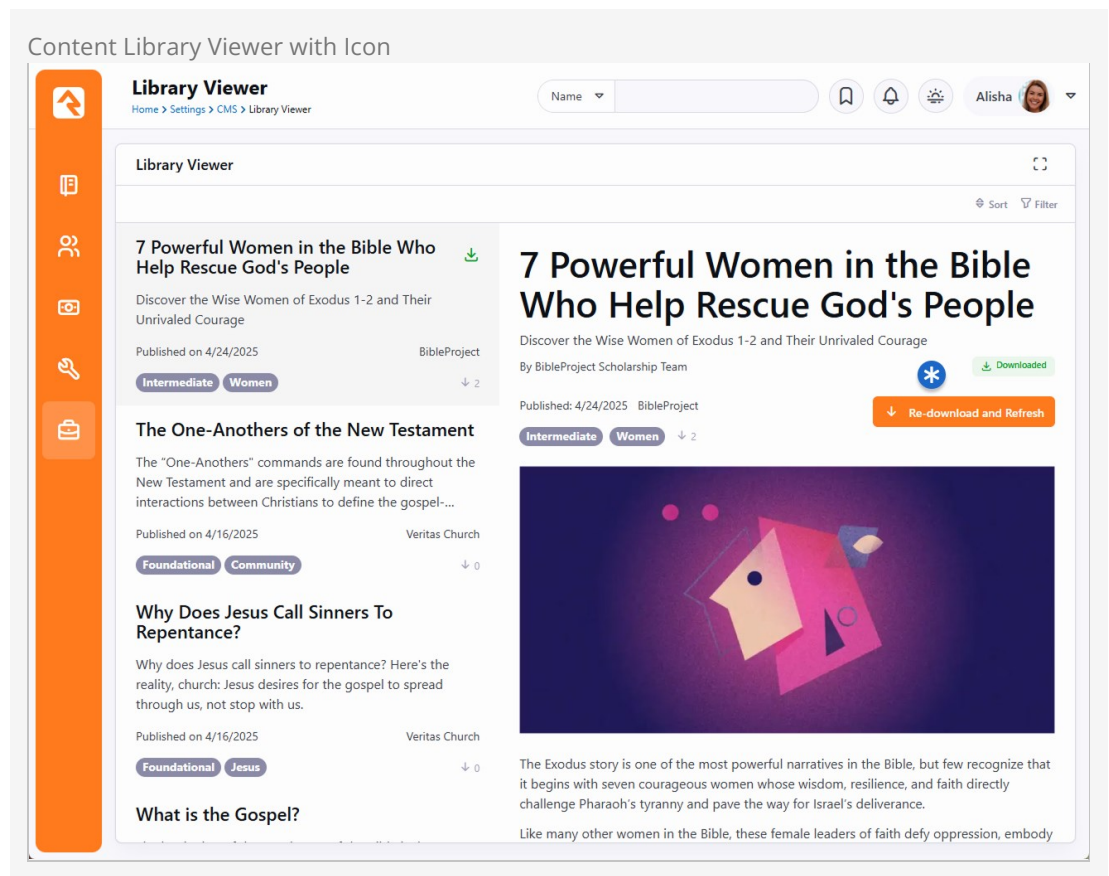 Content Library Viewer with Icon
Library Viewer
Home > Settings > CMS > Library Viewer
Name
Alisha
Library Viewer
Sort
Filter
7 Powerful Women in the Bible Who
Help Rescue God's People
Discover the Wise Women of Exodus 1-2 and Their
Unrivaled Courage
Published on 4/24/2025
BibleProject
Intermediate
Women
2
The One-Anothers of the New Testament
The "One-Anothers" commands are found throughout the
New Testament and are specifically meant to direct
interactions between Christians to define the gospel-...
Published on 4/16/2025
Veritas Church
Foundational
Community
0
Why Does Jesus Call Sinners To
Repentance?
Why does Jesus call sinners to repentance? Here's the
reality, church: Jesus desires for the gospel to spread
through us, not stop with us.
Published on 4/16/2025
Veritas Church
Foundational
Jesus
0
What is the Gospel?
7 Powerful Women in the Bible
Who Help Rescue God's People
Discover the Wise Women of Exodus 1-2 and Their Unrivaled Courage
By BibleProject Scholarship Team
Downloaded
Published: 4/24/2025 BibleProject
Re-download and Refresh
Intermediate
Women
2
The Exodus story is one of the most powerful narratives in the Bible, but few recognize that
it begins with seven courageous women whose wisdom, resilience, and faith directly
challenge Pharaoh's tyranny and pave the way for Israel's deliverance.
Like many other women in the Bible, these female leaders of faith defy oppression, embody